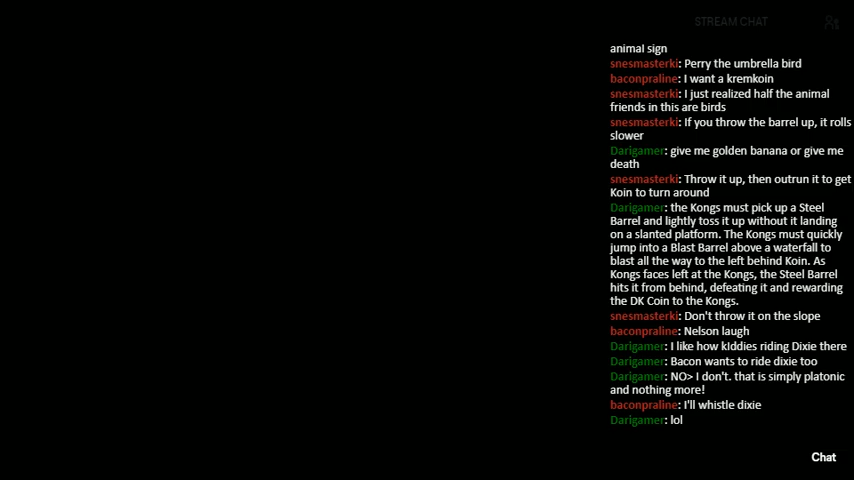 STREAM CHAT
animal sign
snesmasterki: Perry the umbrella bird
baconpraline: I want a kremkoin
snesmasterki: I just realized half the animal
friends in this are birds
snesmasterki: If you throw the barrel up, it rolls
slower
Darigamer: give me golden banana or give me
death
snesmasterki: Throw it up, then outrun it to get
Koin to turn around
Darigamer: the Kongs must pick up a Steel
Barrel and lightly toss it up without it landing
on a slanted platform. The Kongs must quickly
jump into a Blast Barrel above a waterfall to
blast all the way to the left behind Koin. As
Kongs faces left at the Kongs, the Steel Barrel
hits it from behind, defeating it and rewarding
the DK Coin to the Kongs.
snesmasterki: Don't throw it on the slope
baconpraline: Nelson laugh
Darigamer: I like how kIddies riding Dixie there
Darigamer: Bacon wants to ride dixie too
Darigamer: NO> I don't. that is simply platonic
and nothing more!
baconpraline: I'll whistle dixie
Darigamer: lol
Chat